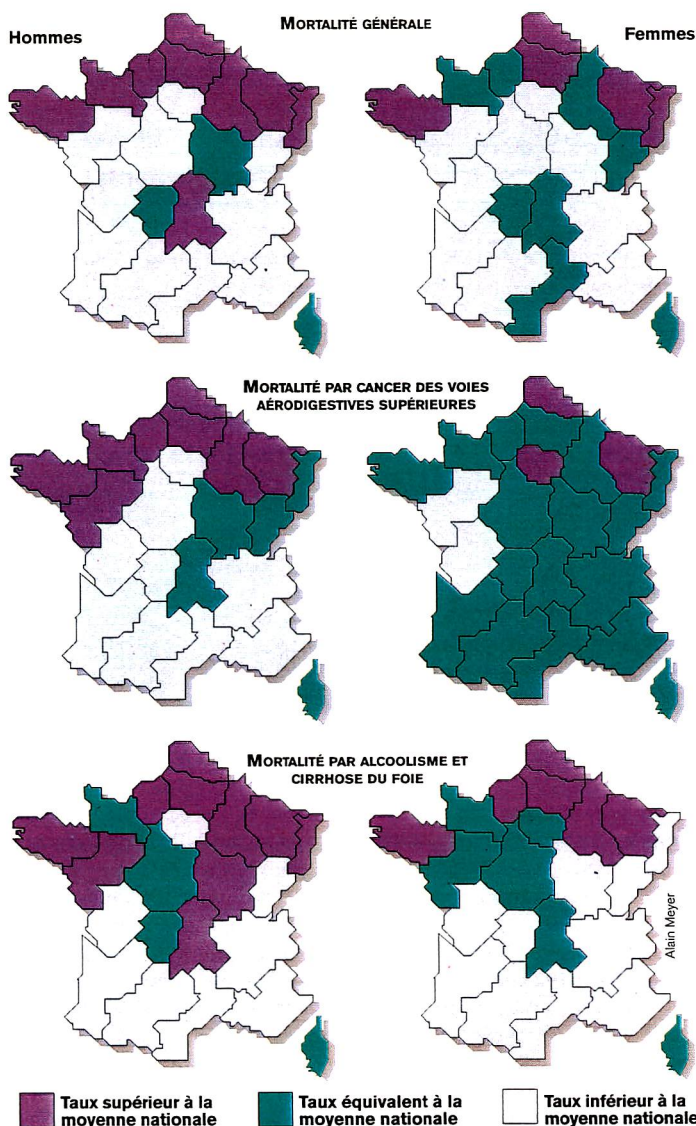 MORTALITÉ GÉNÉRALE
Hommes
Femmes
MORTALITÉ PAR CANCER DES VOIES
AÉRODIGESTIVES SUPÉRIEURES
MORTALITÉ PAR ALCOOLISME ET
CIRRHOSE DU FOIE
Alain Meyer
Taux supérieur à la
moyenne nationale
Taux équivalent à la
moyenne nationale
Taux inférieur à la
moyenne nationale